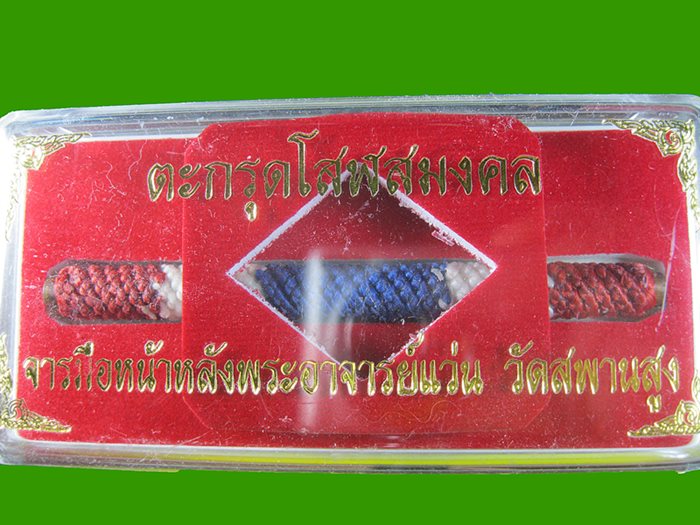 ตะกรุดโสฬสมงคล
จารถือหน้าหลังพระอาจารย์แว่น วัดสพานสูง